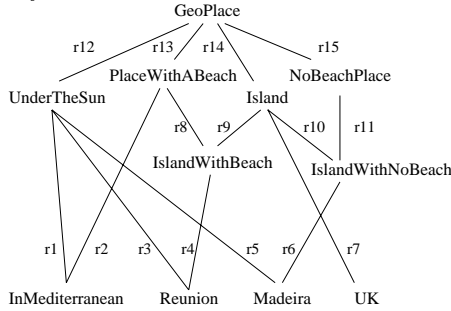 GeoPlace
r12 r13 r14 r15
PlaceWithABeach NoBeachPlace
UnderTheSun Island
r8 r9 r10 r11
IslandWithBeach IslandWithNoBeach
r1 r2 r3 r4 r5 r6 r7
InMediterranean Reunion Madeira UK